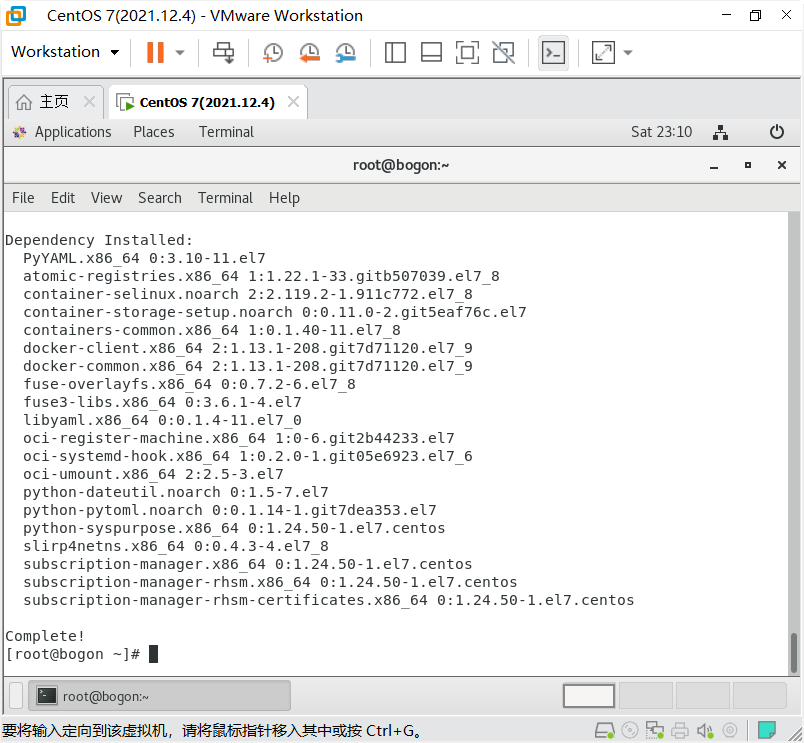 CentOS 7(2021.12.4) - VMware Workstation
Workstation
主页
CentOS 7(2021.12.4)
Applications Places Terminal Sat 23:10
root@bogon:~
File Edit View Search Terminal Help
Dependency Installed:
PyYAML.x86_64 0:3.10-11.el7
atomic-registries.x86_64 1:1.22.1-33.gitb507039.el7_8
container-selinux.noarch 2:2.119.2-1.911c772.el7_8
container-storage-setup.noarch 0:0.11.0-2.git5eaf76c.el7
containers-common.x86_64 1:0.1.40-11.el7_8
docker-client.x86_64 2:1.13.1-208.git7d71120.el7_9
docker-common.x86_64 2:1.13.1-208.git7d71120.el7_9
fuse-overlayfs.x86_64 0:0.7.2-6.el7_8
fuse3-libs.x86_64 0:3.6.1-4.el7
libyaml.x86_64 0:0.1.4-11.el7_0
oci-register-machine.x86_64 1:0-6.git2b44233.el7
oci-systemd-hook.x86_64 1:0.2.0-1.git05e6923.el7_6
oci-umount.x86_64 2:2.5-3.el7
python-dateutil.noarch 0:1.5-7.el7
python-pytoml.noarch 0:0.1.14-1.git7dea353.el7
python-syspurpose.x86_64 0:1.24.50-1.el7.centos
slirp4netns.x86_64 0:0.4.3-4.el7_8
subscription-manager.x86_64 0:1.24.50-1.el7.centos
subscription-manager-rhsm.x86_64 0:1.24.50-1.el7.centos
subscription-manager-rhsm-certificates.x86_64 0:1.24.50-1.el7.centos
Complete!
[root@bogon ~]#
root@bogon:~
要将输入定向到该虚拟机，请将鼠标指针移入其中或按 Ctrl+G。